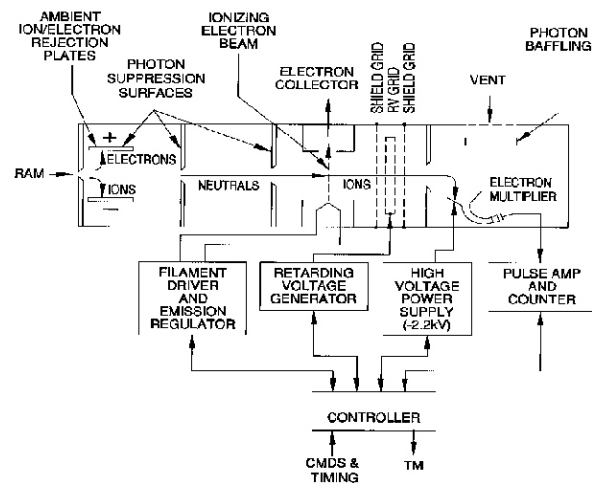 AMBIENT
ION/ELECTRON
REJECTION
PLATES
PHOTON
SUPPRESSION
SURFACES
IONIZING
ELECTRON
BEAM
ELECTRON
COLLECTOR
SHIELD GRID
RV GRID
SHIELD GRID
VENT
PHOTON
BAFFLING
+
ELECTRONS
RAM
IONS
−
NEUTRALS
IONS
ELECTRON
MULTIPLIER
FILAMENT
DRIVER
AND
EMISSION
REGULATOR
RETARDING
VOLTAGE
GENERATOR
HIGH
VOLTAGE
POWER
SUPPLY
(-2.2kV)
PULSE AMP
AND
COUNTER
CONTROLLER
CMDS &
TIMING
TM